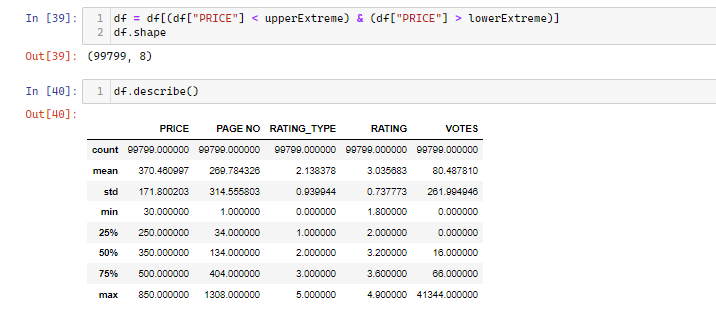 In [39]: 1 df = df[(df["PRICE"] < upperExtreme) & (df["PRICE"] > lowerExtreme)]
2 df.shape
Out[39]: (99799, 8)
In [40]: 1 df.describe()
Out[40]:
PRICE PAGE NO RATING_TYPE RATING VOTES
count 99799.000000 99799.000000 99799.000000 99799.000000 99799.000000
mean 370.460997 269.784326 2.138378 3.035683 80.487810
std 171.800203 314.555803 0.939944 0.737773 261.994946
min 30.000000 1.000000 0.000000 1.800000 0.000000
25% 250.000000 34.000000 1.000000 2.000000 0.000000
50% 350.000000 134.000000 2.000000 3.200000 16.000000
75% 500.000000 404.000000 3.000000 3.600000 66.000000
max 850.000000 1308.000000 5.000000 4.900000 41344.000000